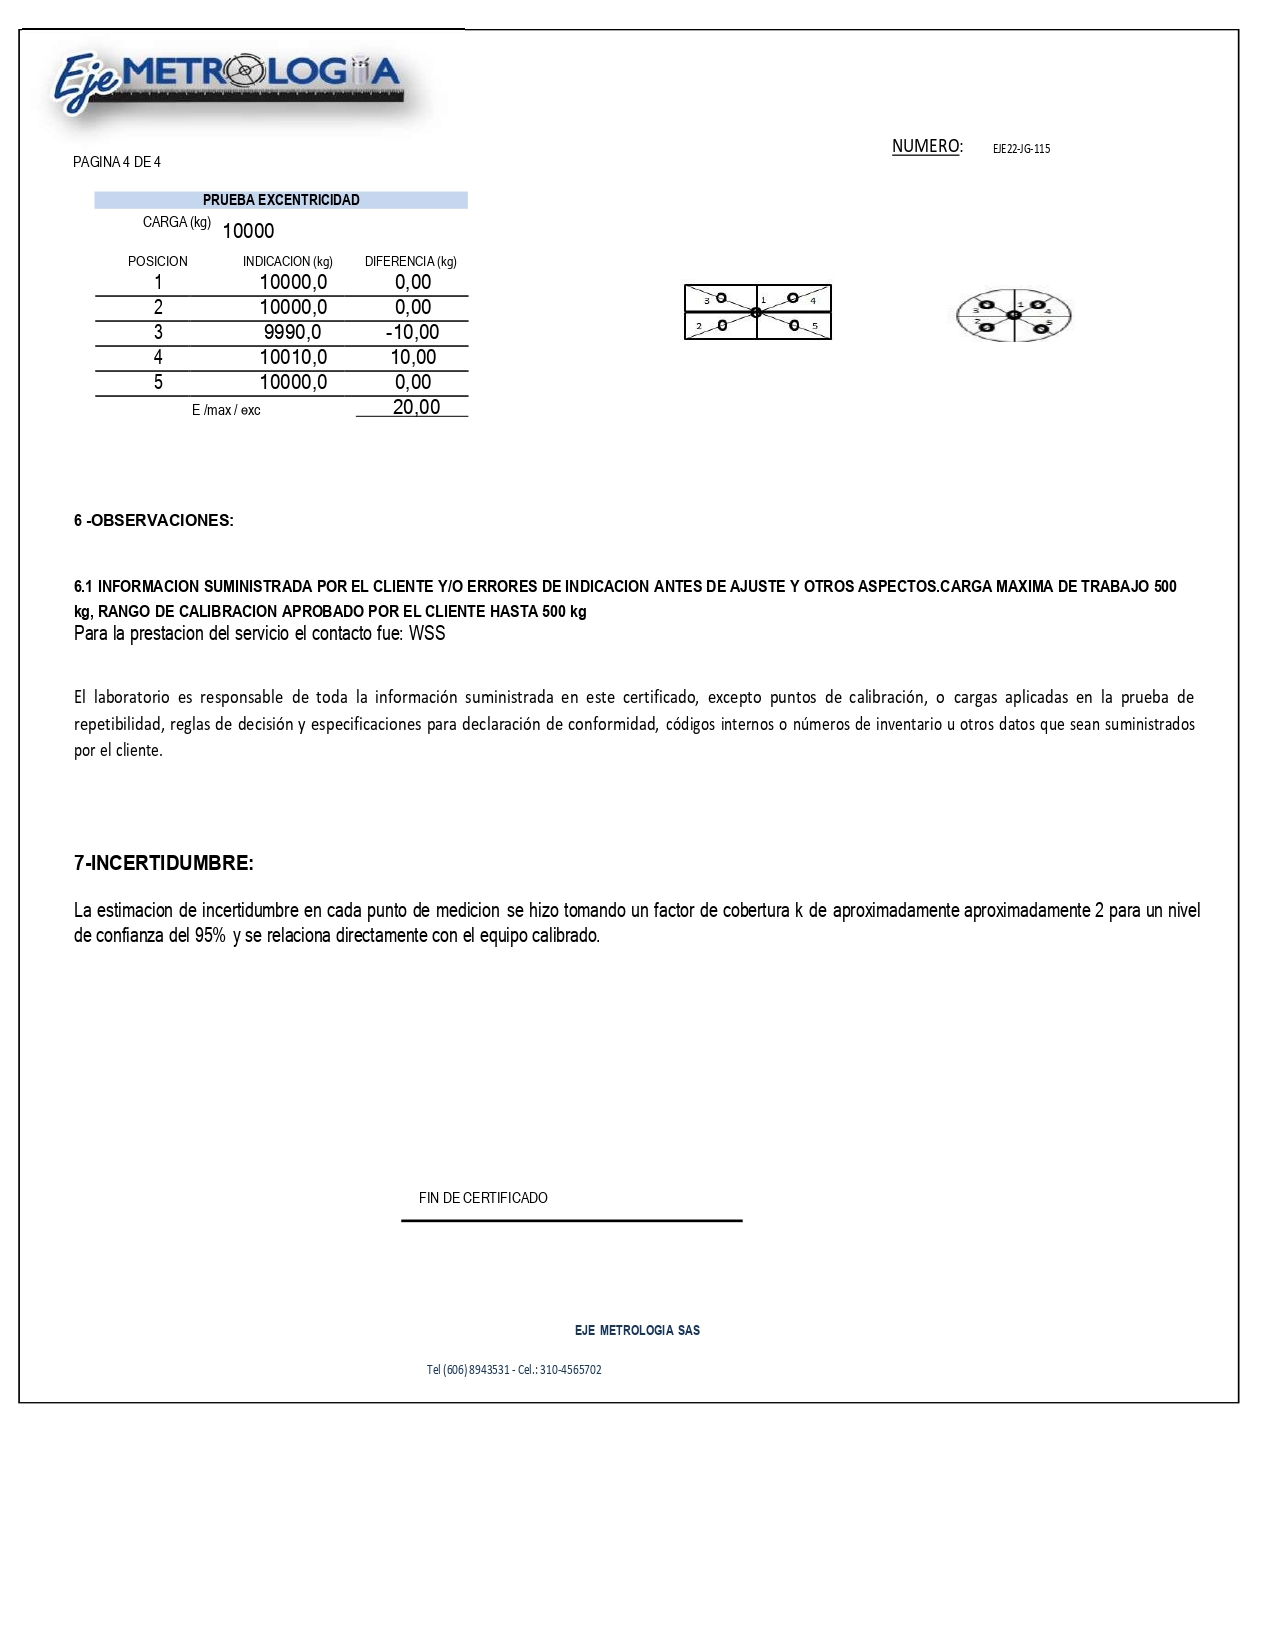 Eje METROLOGIA
NUMERO: EJE22-JG-115
PAGINA 4 DE 4
PRUEBA EXCENTRICIDAD
CARGA (kg) 10000
POSICION INDICACION (kg) DIFERENCIA (kg)
1 10000,0 0,00
2 10000,0 0,00
3 9990,0 -10,00
4 10010,0 10,00
5 10000,0 0,00
E /max / exc 20,00
3 1 4
2 5
3 1 4
2 5
6 -OBSERVACIONES:
6.1 INFORMACION SUMINISTRADA POR EL CLIENTE Y/O ERRORES DE INDICACION ANTES DE AJUSTE Y OTROS ASPECTOS.CARGA MAXIMA DE TRABAJO 500
kg, RANGO DE CALIBRACION APROBADO POR EL CLIENTE HASTA 500 kg
Para la prestacion del servicio el contacto fue: WSS
El laboratorio es responsable de toda la información suministrada en este certificado, excepto puntos de calibración, o cargas aplicadas en la prueba de
repetibilidad, reglas de decisión y especificaciones para declaración de conformidad, códigos internos o números de inventario u otros datos que sean suministrados
por el cliente.
7-INCERTIDUMBRE:
La estimacion de incertidumbre en cada punto de medicion se hizo tomando un factor de cobertura k de aproximadamente aproximadamente 2 para un nivel
de confianza del 95% y se relaciona directamente con el equipo calibrado.
FIN DE CERTIFICADO
EJE METROLOGIA SAS
Tel (606) 8943531 - Cel.: 310-4565702